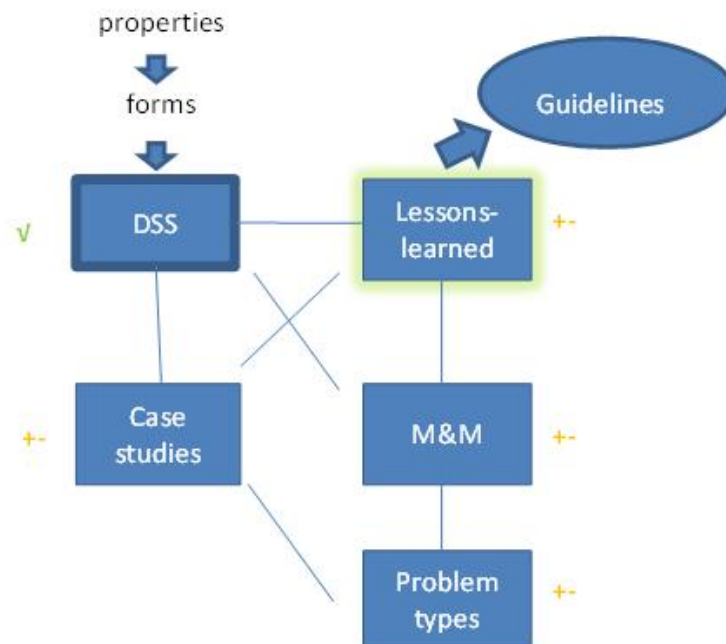 properties
forms
Guidelines
√
DSS
Lessons-
learned
+-
+-
Case
studies
M&M
+-
Problem
types
+-